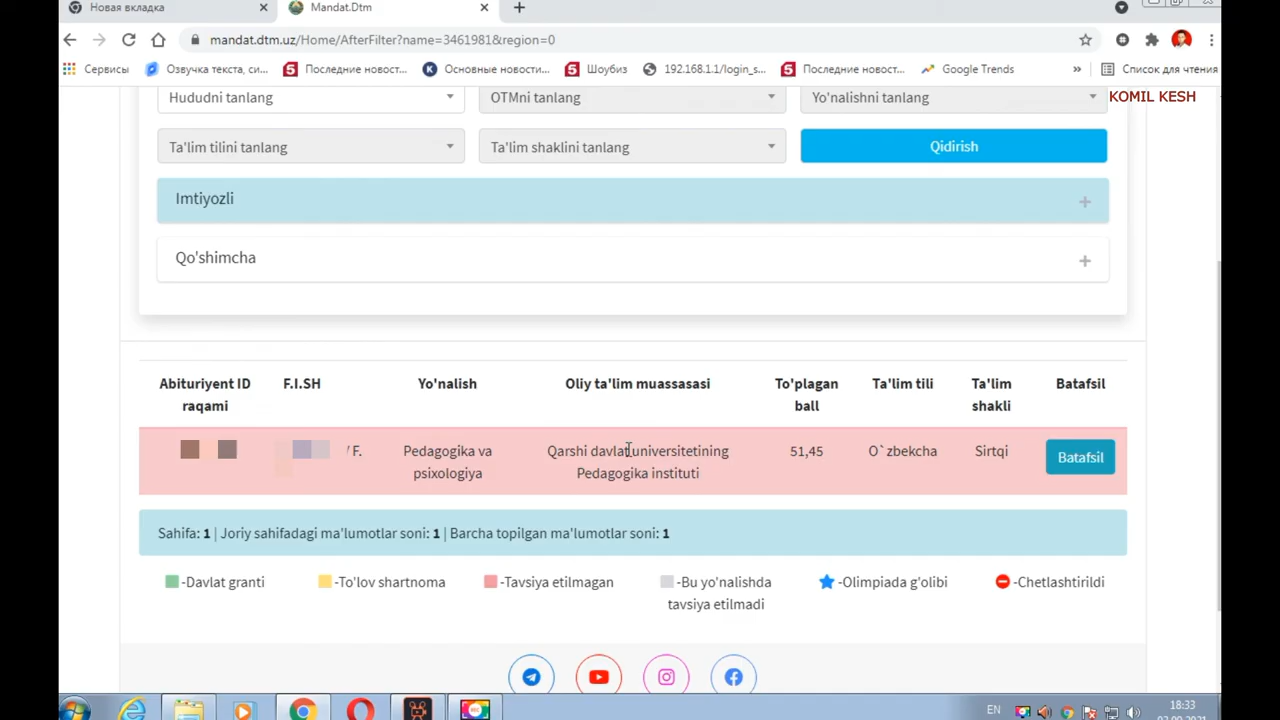 Новая вкладка
Mandat.Dtm
mandat.dtm.uz/Home/AfterFilter?name=3461981&region=0
Сервисы
Озвучка текста, си...
Последние новост...
Основные новости...
Шоубиз
192.168.1.1/login_s...
Последние новост...
Google Trends
»
Список для чтения
KOMIL KESH
Hududni tanlang
OTMni tanlang
Yo'nalishni tanlang
Ta'lim tilini tanlang
Ta'lim shaklini tanlang
Qidirish
Imtiyozli
Qo'shimcha
Abituriyent ID raqami
F.I.SH
Yo'nalish
Oliy ta'lim muassasasi
To'plagan ball
Ta'lim tili
Ta'lim shakli
Batafsil
F.
Pedagogika va psixologiya
Qarshi davlat universitetining
Pedagogika instituti
51,45
O`zbekcha
Sirtqi
Batafsil
Sahifa: 1 | Joriy sahifadagi ma'lumotlar soni: 1 | Barcha topilgan ma'lumotlar soni: 1
-Davlat granti
-To'lov shartnoma
-Tavsiya etilmagan
-Bu yo'nalishda
tavsiya etilmadi
-Olimpiada g'olibi
-Chetlashtirildi
EN
18:33